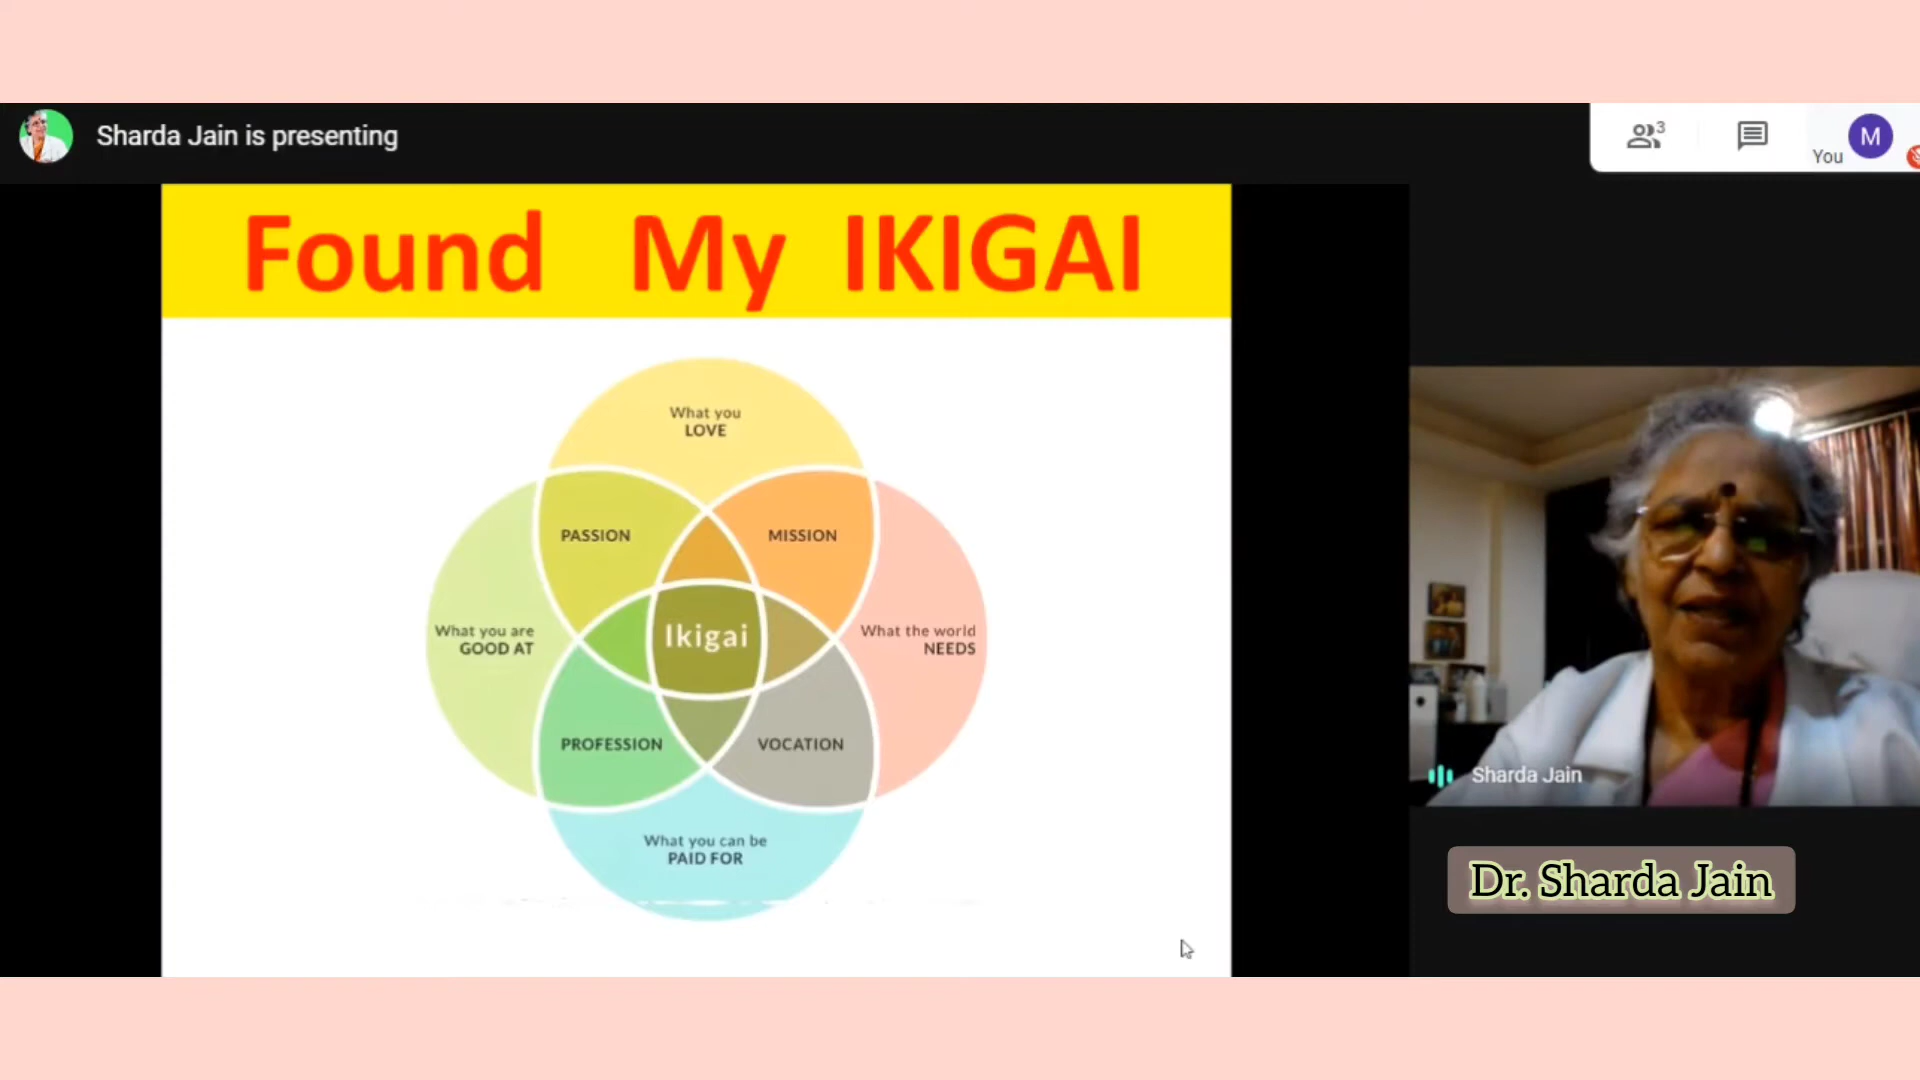 Sharda Jain is presenting
3
You
M
Found My IKIGAI
What you
LOVE
PASSION
MISSION
What you are
GOOD AT
Ikigai
What the world
NEEDS
PROFESSION
VOCATION
What you can be
PAID FOR
Sharda Jain
Dr. Sharda Jain